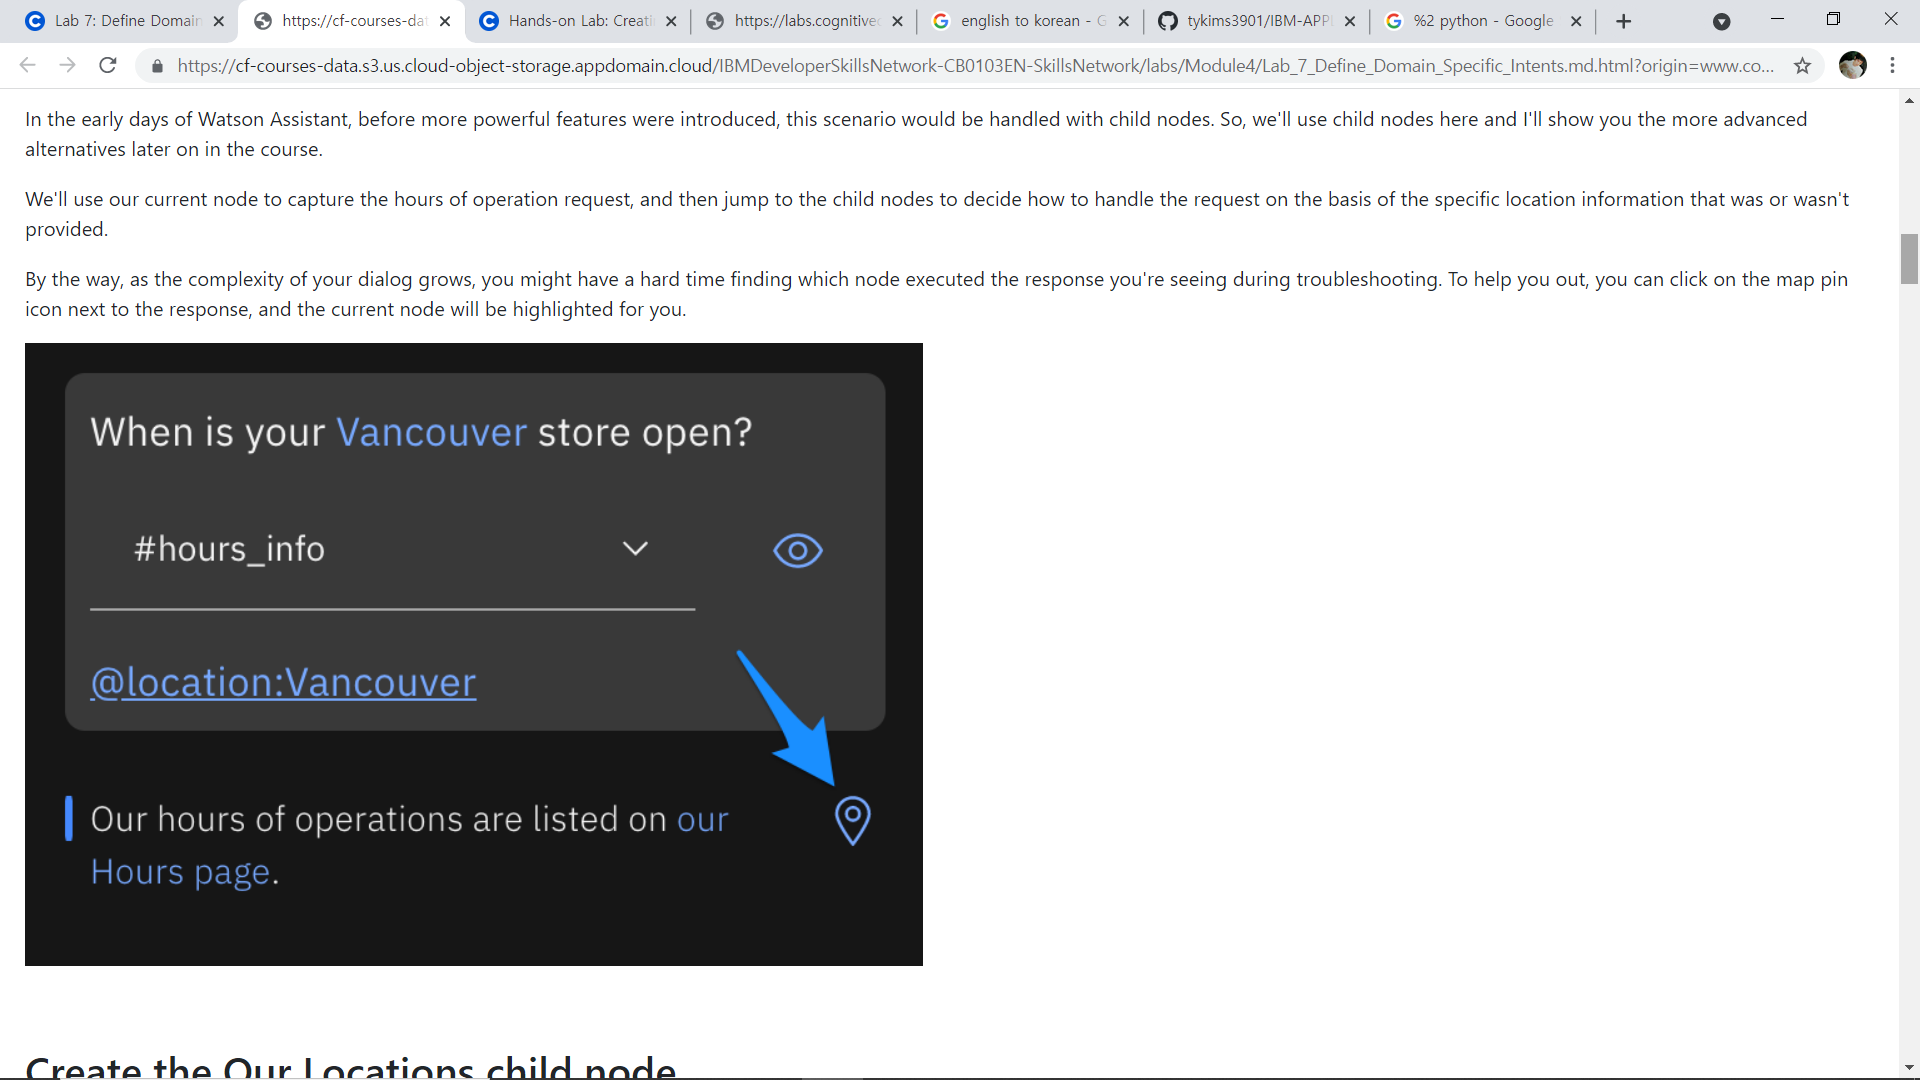 Lab 7: Define Domain
https://cf-courses-dat
Hands-on Lab: Creati
https://labs.cognitivec
english to korean - G
tykims3901/IBM-APPL
%2 python - Google
https://cf-courses-data.s3.us.cloud-object-storage.appdomain.cloud/IBMDeveloperSkillsNetwork-CB0103EN-SkillsNetwork/labs/Module4/Lab_7_Define_Domain_Specific_Intents.md.html?origin=www.co...
In the early days of Watson Assistant, before more powerful features were introduced, this scenario would be handled with child nodes. So, we'll use child nodes here and I'll show you the more advanced
alternatives later on in the course.
We'll use our current node to capture the hours of operation request, and then jump to the child nodes to decide how to handle the request on the basis of the specific location information that was or wasn't
provided.
By the way, as the complexity of your dialog grows, you might have a hard time finding which node executed the response you're seeing during troubleshooting. To help you out, you can click on the map pin
icon next to the response, and the current node will be highlighted for you.
When is your Vancouver store open?
#hours_info
@location:Vancouver
Our hours of operations are listed on our
Hours page.
Create the Our Locations child node